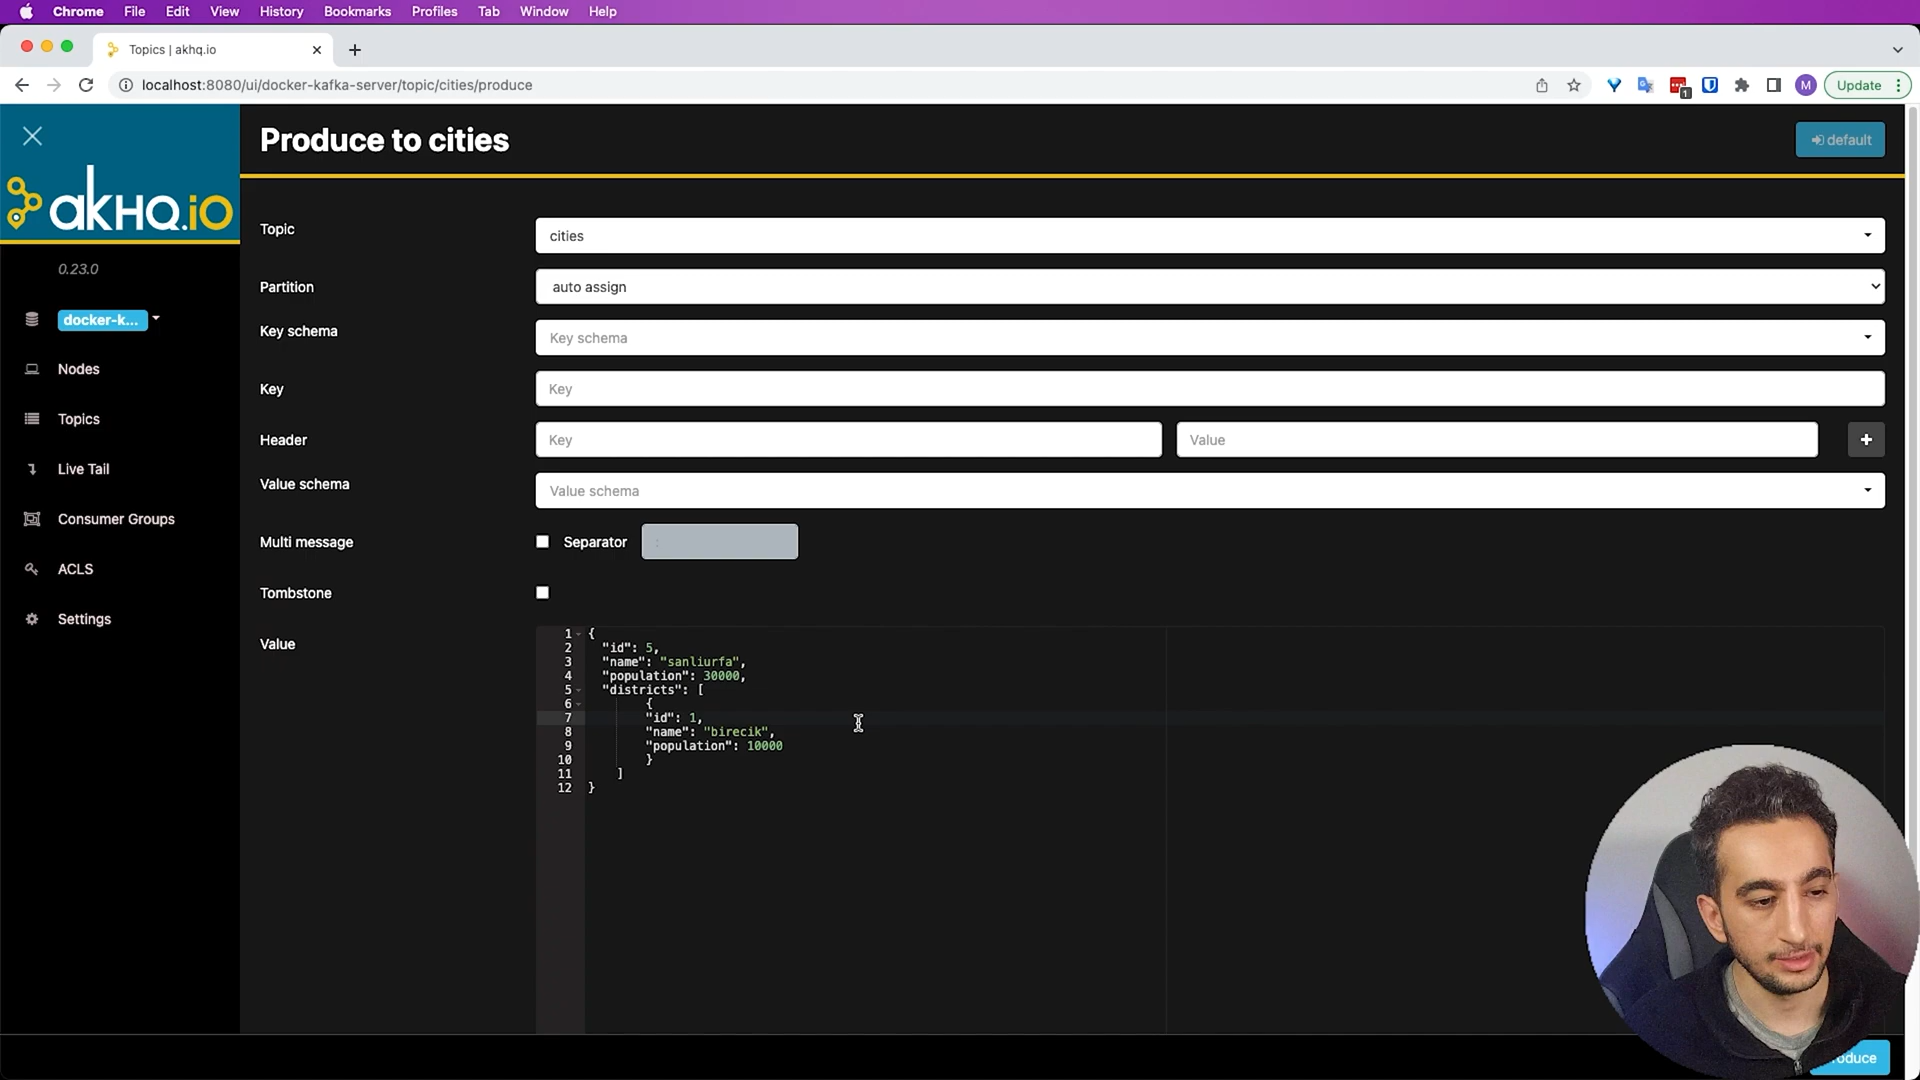 Chrome File Edit View History Bookmarks Profiles Tab Window Help
Topics | akhq.io
localhost:8080/ui/docker-kafka-server/topic/cities/produce
1
M
Update
akHQ.io
0.23.0
docker-k...
Nodes
Topics
Live Tail
Consumer Groups
ACLS
Settings
Produce to cities
default
Topic
cities
Partition
auto assign
Key schema
Key schema
Key
Key
Header
Key
Value
+
Value schema
Value schema
Multi message
Separator
:
Tombstone
Value
1 {
2 "id": 5,
3 "name": "sanliurfa",
4 "population": 30000,
5 "districts": [
6 {
7 "id": 1,
8 "name": "birecik",
9 "population": 10000
10 }
11 ]
12 }